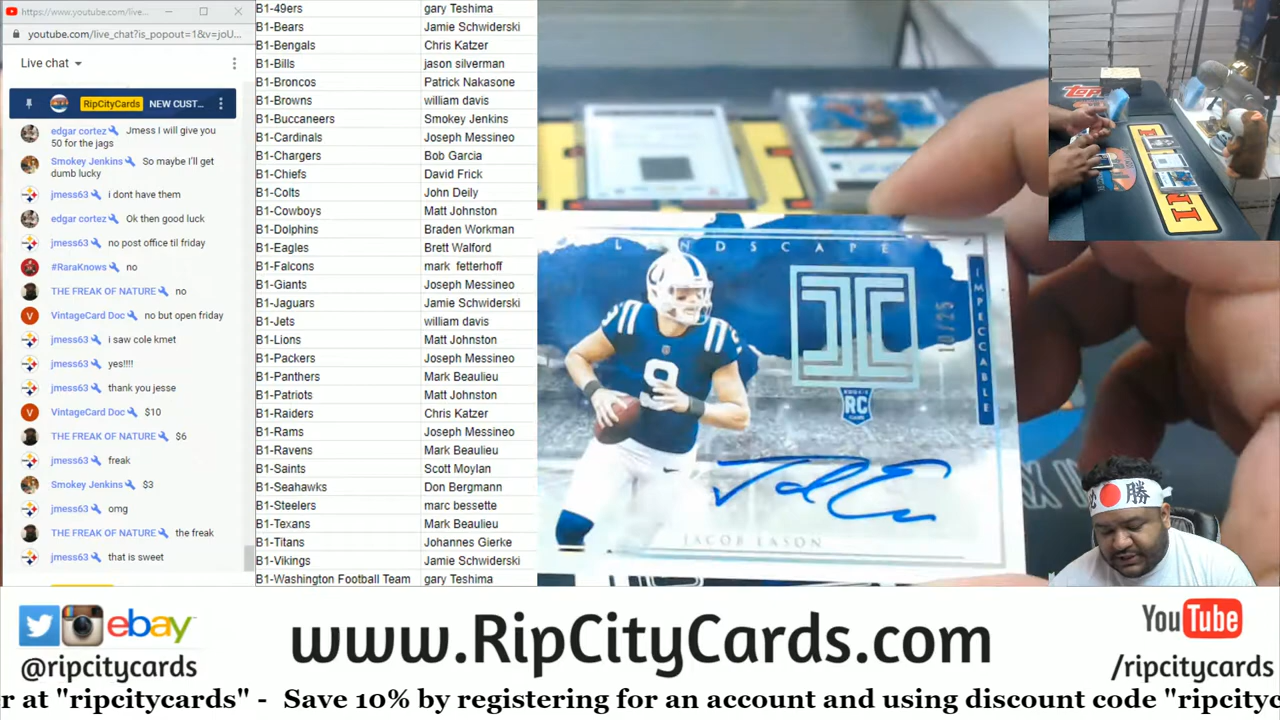 https://www.youtube.com/live...
youtube.com/live_chat?is_popout=1&v=joU...
Live chat
RipCityCards NEW CUST...
edgar cortez Jmess I will give you
50 for the jags
Smokey Jenkins So maybe I'll get
dumb lucky
jmess63 i dont have them
edgar cortez Ok then good luck
jmess63 no post office til friday
#RaraKnows no
THE FREAK OF NATURE no
VintageCard Doc no but open friday
jmess63 i saw cole kmet
jmess63 yes!!!!
jmess63 thank you jesse
VintageCard Doc $10
THE FREAK OF NATURE $6
jmess63 freak
Smokey Jenkins $3
jmess63 omg
THE FREAK OF NATURE the freak
jmess63 that is sweet
B1-49ers gary Teshima
B1-Bears Jamie Schwiderski
B1-Bengals Chris Katzer
B1-Bills jason silverman
B1-Broncos Patrick Nakasone
B1-Browns william davis
B1-Buccaneers Smokey Jenkins
B1-Cardinals Joseph Messineo
B1-Chargers Bob Garcia
B1-Chiefs David Frick
B1-Colts John Deily
B1-Cowboys Matt Johnston
B1-Dolphins Braden Workman
B1-Eagles Brett Walford
B1-Falcons mark fetterhoff
B1-Giants Joseph Messineo
B1-Jaguars Jamie Schwiderski
B1-Jets william davis
B1-Lions Matt Johnston
B1-Packers Joseph Messineo
B1-Panthers Mark Beaulieu
B1-Patriots Matt Johnston
B1-Raiders Chris Katzer
B1-Rams Joseph Messineo
B1-Ravens Mark Beaulieu
B1-Saints Scott Moylan
B1-Seahawks Don Bergmann
B1-Steelers marc bessette
B1-Texans Mark Beaulieu
B1-Titans Johannes Gierke
B1-Vikings Jamie Schwiderski
B1-Washington Football Team gary Teshima
IMPECCABLE
RC
9
JACOB EASON
Topps
勝
ebay
@ripcitycards
www.RipCityCards.com
YouTube
/ripcitycards
r at "ripcitycards" - Save 10% by registering for an account and using discount code "ripcityc